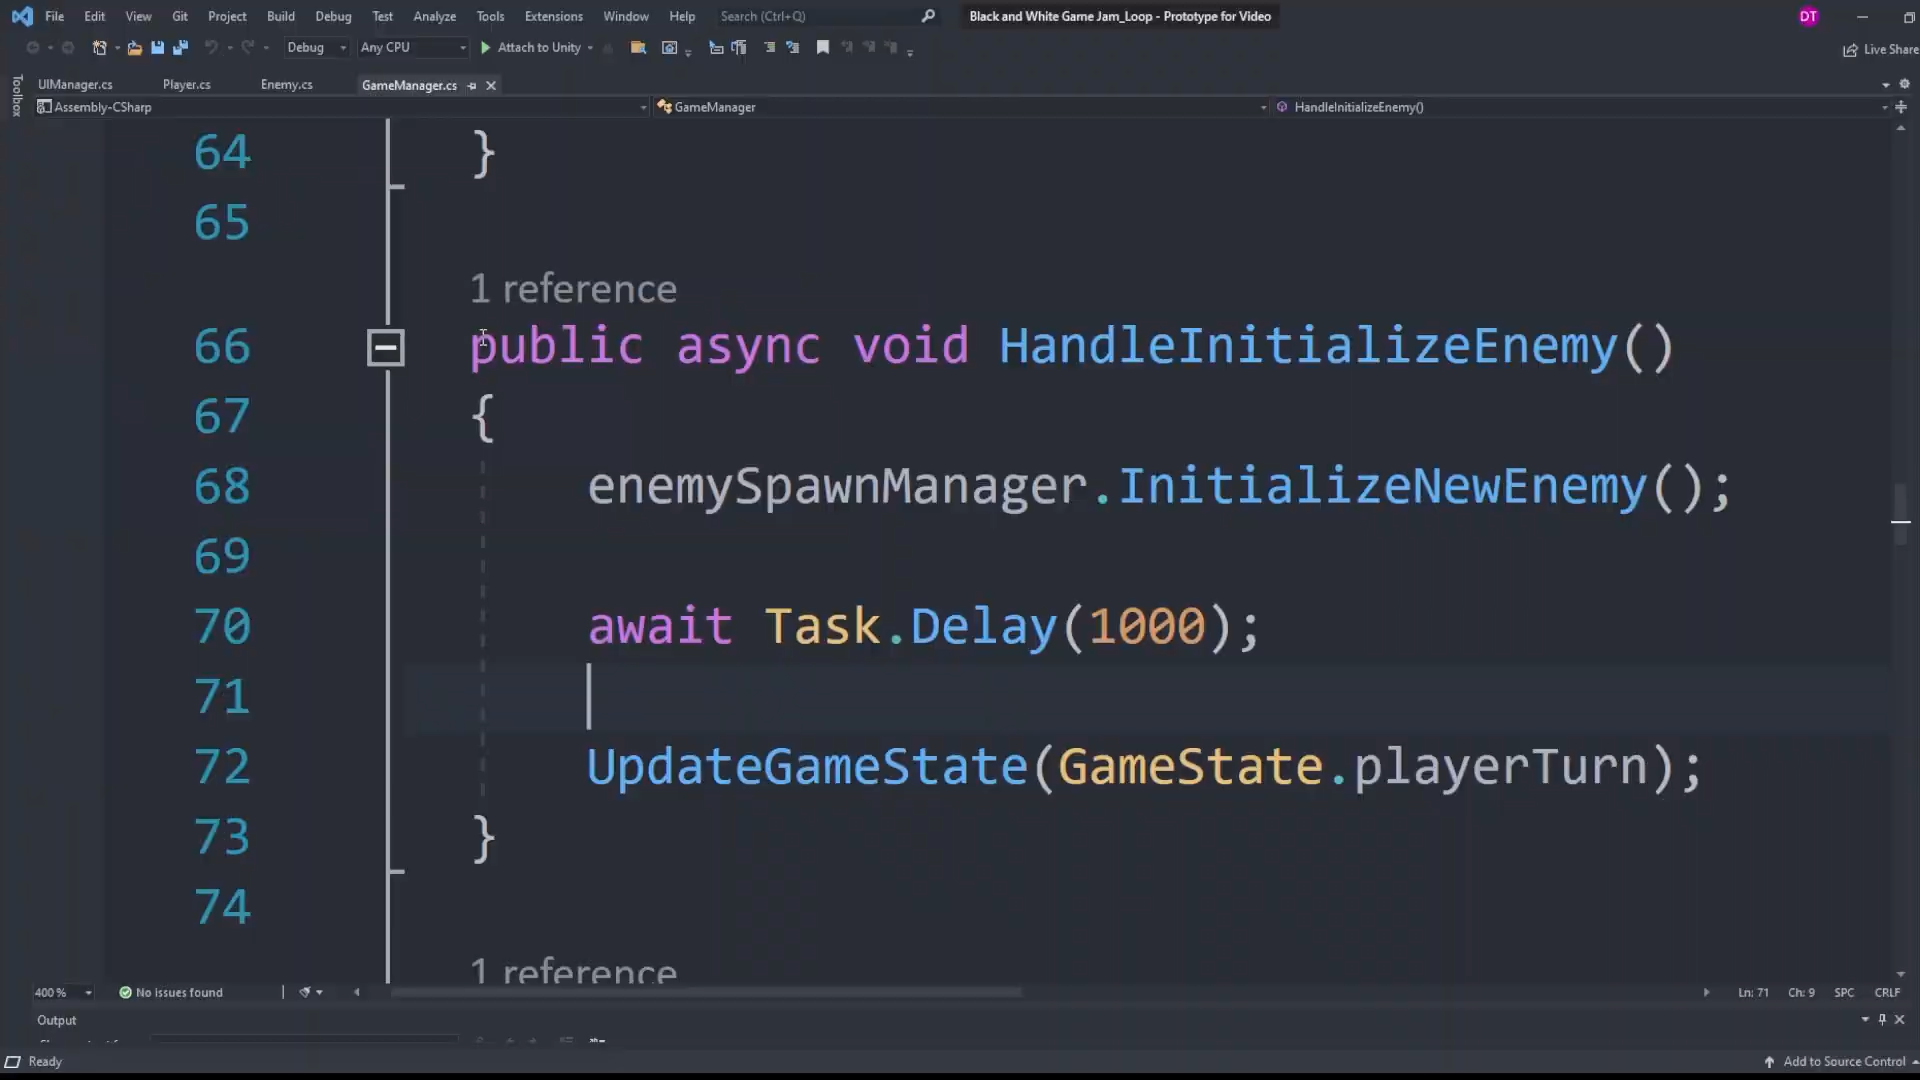 File Edit View Git Project Build Debug Test Analyze Tools Extensions Window Help Search (Ctrl+Q) Black and White Game Jam_Loop - Prototype for Video DT
Debug Any CPU Attach to Unity Live Share
Toolbox
UIManager.cs Player.cs Enemy.cs GameManager.cs
Assembly-CSharp GameManager HandleInitializeEnemy()
64 }
65
1 reference
66 public async void HandleInitializeEnemy()
67 {
68 enemySpawnManager.InitializeNewEnemy();
69
70 await Task.Delay(1000);
71
72 UpdateGameState(GameState.playerTurn);
73 }
74
1 reference
400 % No issues found Ln: 71 Ch: 9 SPC CRLF
Output
Ready Add to Source Control